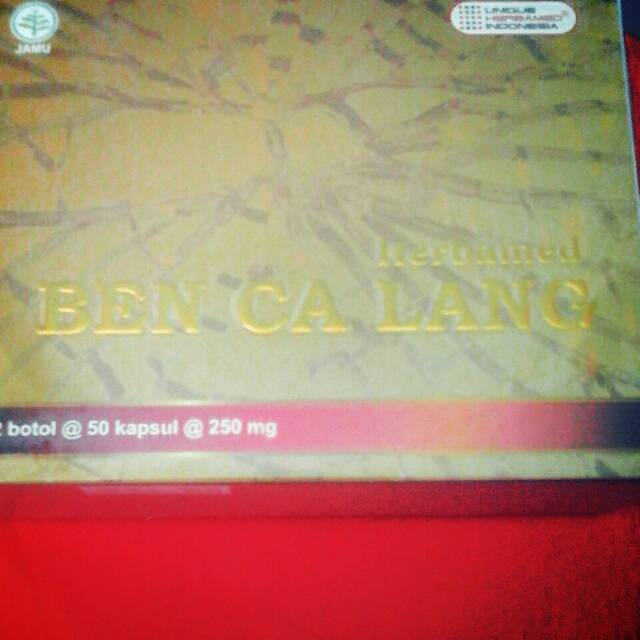 JAMU
UNIQUE
HERBAMED
INDONESIA
Herbamed
BEN CA LANG
2 botol @ 50 kapsul @ 250 mg